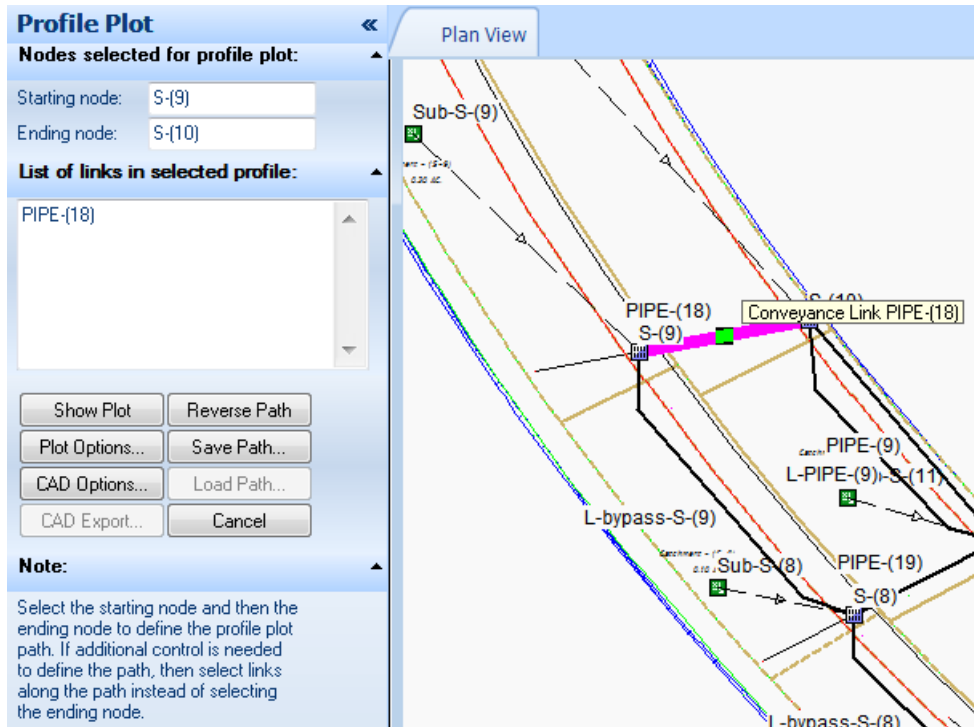 Profile Plot «
Nodes selected for profile plot:
Starting node: S-(9)
Ending node: S-(10)
List of links in selected profile:
PIPE-(18)
Show Plot
Reverse Path
Plot Options...
Save Path...
CAD Options...
Load Path...
CAD Export...
Cancel
Note:
Select the starting node and then the
ending node to define the profile plot
path. If additional control is needed
to define the path, then select links
along the path instead of selecting
the ending node.
Plan View
Sub-S-(9)
0.20 AC.
PIPE-(18)
S-(9)
Conveyance Link PIPE-(18)
PIPE-(9)
L-PIPE-(9)
-S-(11)
L-bypass-S-(9)
Sub-S-(8)
PIPE-(19)
S-(8)
L-bypass-S-(8)